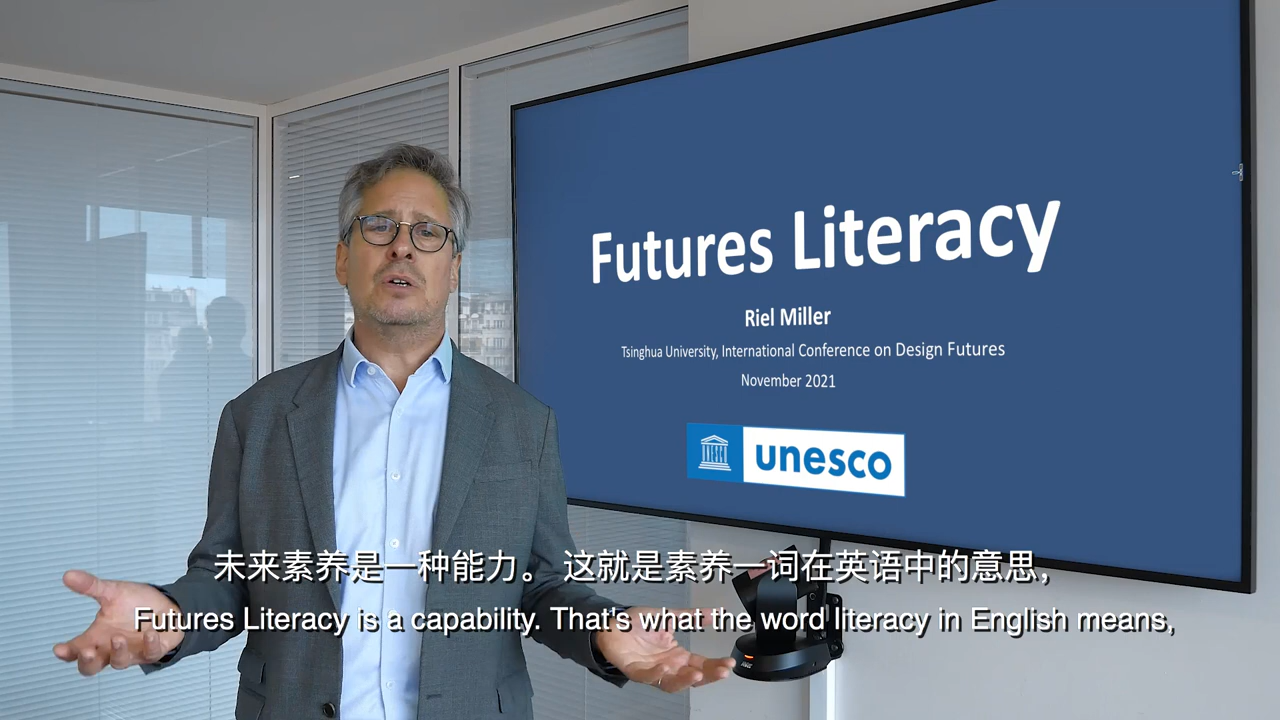 Futures Literacy
Riel Miller
Tsinghua University, International Conference on Design Futures
November 2021
UNESCO
unesco
未来素养是一种能力。 这就是素养一词在英语中的意思,
Futures Literacy is a capability. That's what the word literacy in English means,